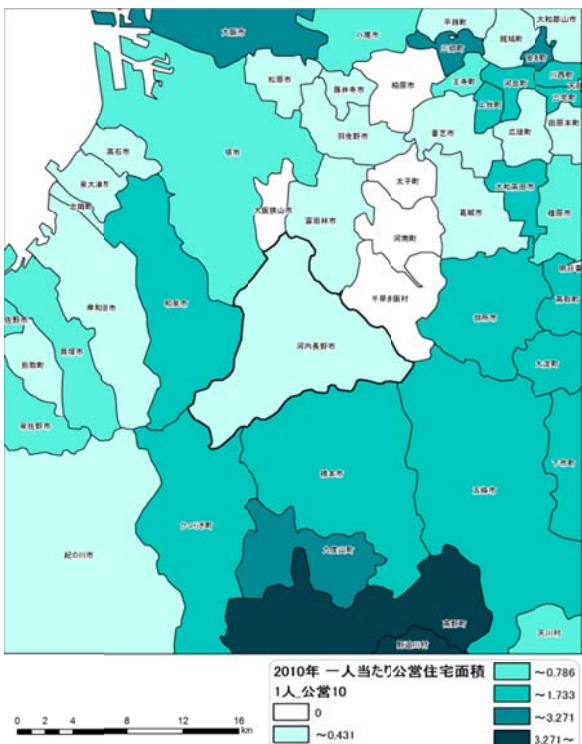 大阪市
八尾市
平群町
斑鳩町
大和郡山市
三郷町
安堵町
松原市
藤井寺市
柏原市
王寺町
河合町
川西町
三宅町
上牧町
田原本町
高石市
堺市
羽曳野市
香芝市
広陵町
泉大津市
忠岡町
太子町
大和高田市
大阪狭山市
富田林市
葛城市
橿原市
河南町
岸和田市
和泉市
千早赤阪村
御所市
高取町
佐野市
貝塚市
熊取町
河内長野市
大淀町
泉佐野市
橋本市
五條市
下市町
かつらぎ町
紀の川市
九度山町
高野町
野迫川村
天川村
2010年 一人当たり公営住宅面積
1人_公営10
0
～0.431
～0.786
～1.733
～3.271
3.271～
0 2 4 8 12 16
km